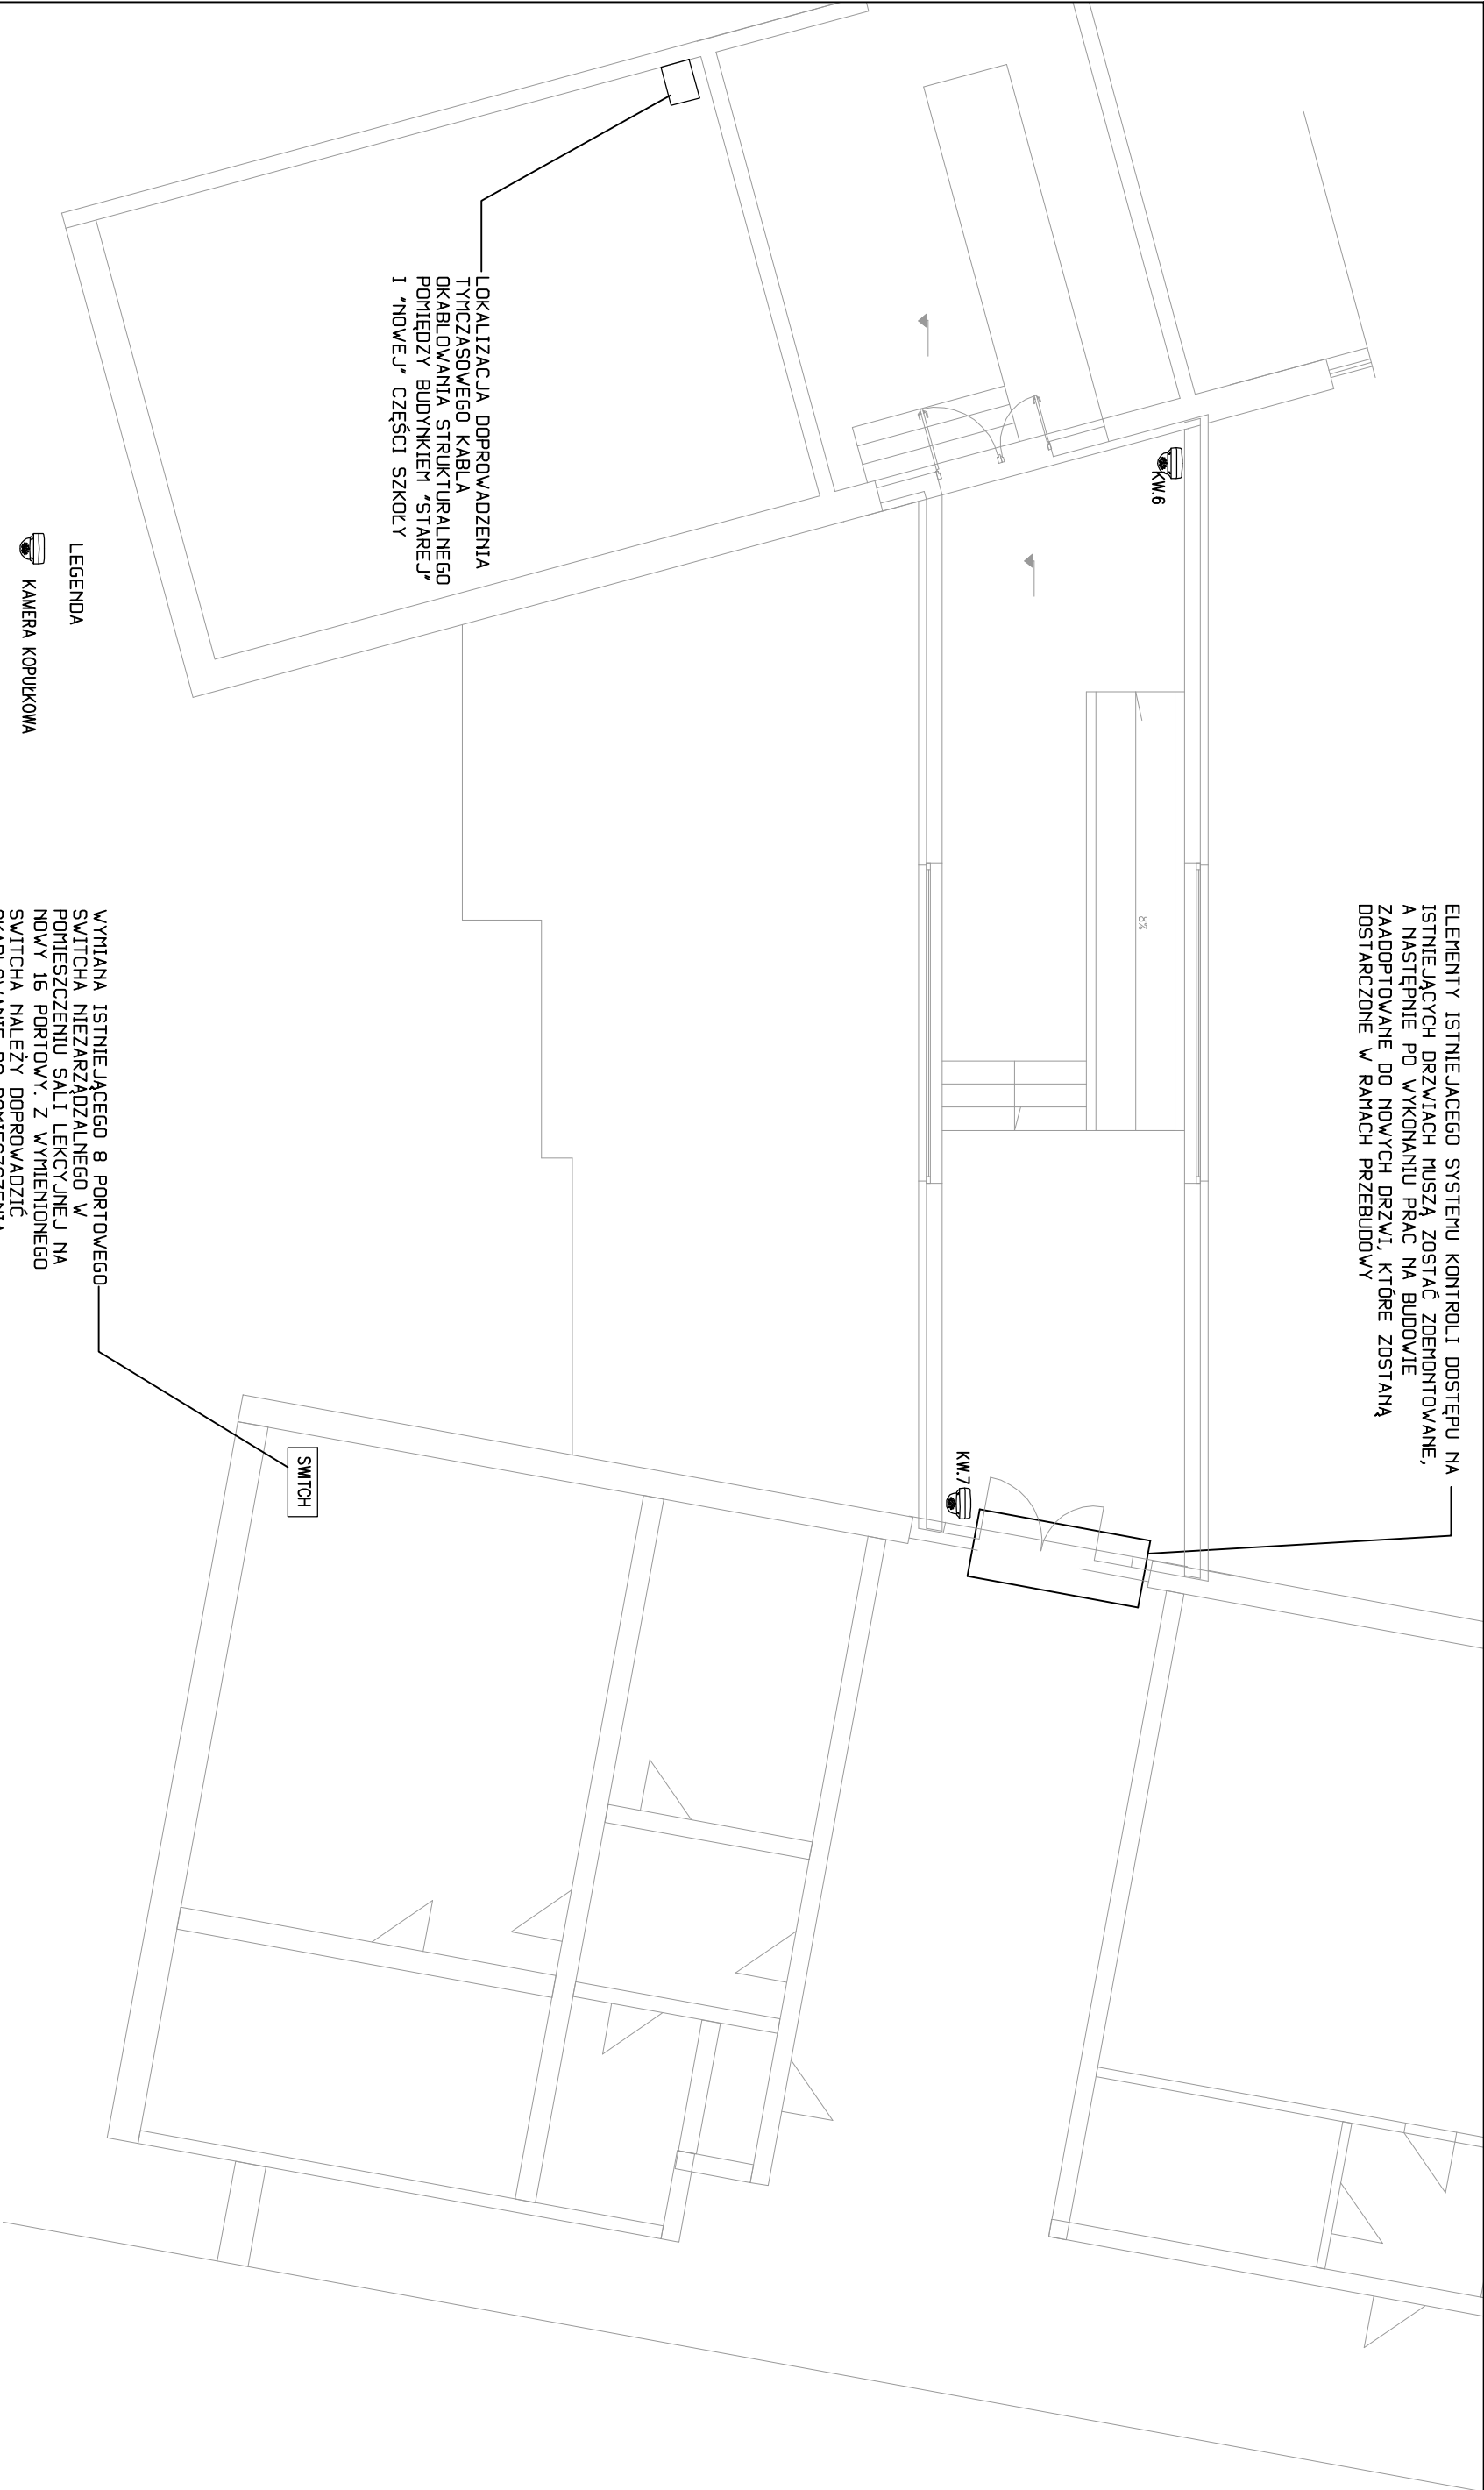 ELEMENTY ISTNIEJACEGO SYSTEMU KONTROLI DOSTĘPU NA
ISTNIEJĄCYCH DRZWIACH MUSZĄ ZOSTAĆ ZDEMONTOWANE,
A NASTĘPNIE PO WYKONANIU PRAC NA BUDOWIE
ZAADOPTOWANE DO NOWYCH DRZWI, KTÓRE ZOSTANĄ
DOSTARCZONE W RAMACH PRZEBUDOWY
KW.6
8%
KW.7
LOKALIZACJA DOPROWADZENIA
TYMCZASOWEGO KABLA
OKABLOWANIA STRUKTURALNEGO
POMIĘDZY BUDYNKIEM "STAREJ"
I "NOWEJ" CZĘŚCI SZKOŁY
SWITCH
LEGENDA
KAMERA KOPUŁKOWA
WYMIANA ISTNIEJĄCEGO 8 PORTOWEGO
SWITCHA NIEZARZĄDZALNEGO W
POMIESZCZENIU SALI LEKCYJNEJ NA
NOWY 16 PORTOWY. Z WYMIENIONEGO
SWITCHA NALEŻY DOPROWADZIĆ